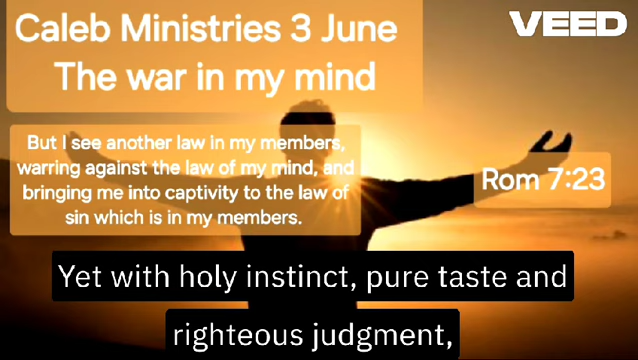 Caleb Ministries 3 June
The war in my mind
VEED
But I see another law in my members,
warring against the law of my mind, and
bringing me into captivity to the law of
sin which is in my members.
Rom 7:23
Yet with holy instinct, pure taste and
righteous judgment,